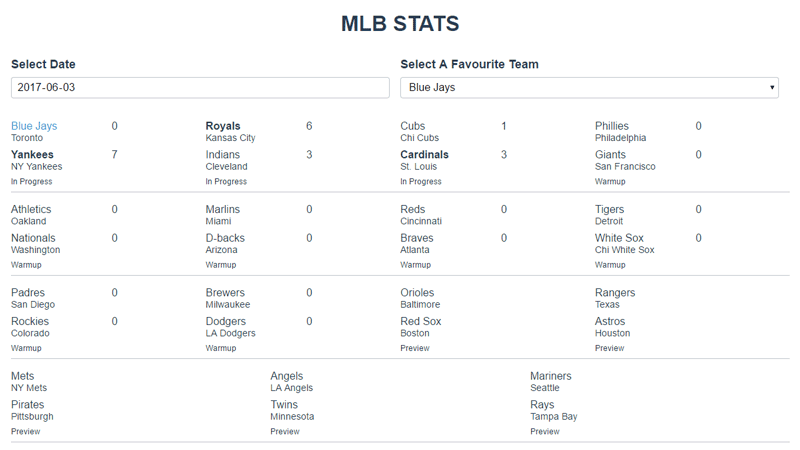 MLB STATS
Select Date
Select A Favourite Team
2017-06-03
Blue Jays
Blue Jays 0
Toronto
Yankees 7
NY Yankees
In Progress
Royals 6
Kansas City
Indians 3
Cleveland
In Progress
Cubs 1
Chi Cubs
Cardinals 3
St. Louis
In Progress
Phillies 0
Philadelphia
Giants 0
San Francisco
Warmup
Athletics 0
Oakland
Nationals 0
Washington
Warmup
Marlins 0
Miami
D-backs 0
Arizona
Warmup
Reds 0
Cincinnati
Braves 0
Atlanta
Warmup
Tigers 0
Detroit
White Sox 0
Chi White Sox
Warmup
Padres 0
San Diego
Rockies 0
Colorado
Warmup
Brewers 0
Milwaukee
Dodgers 0
LA Dodgers
Warmup
Orioles
Baltimore
Red Sox
Boston
Preview
Rangers
Texas
Astros
Houston
Preview
Mets
NY Mets
Pirates
Pittsburgh
Preview
Angels
LA Angels
Twins
Minnesota
Preview
Mariners
Seattle
Rays
Tampa Bay
Preview